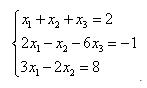 x₁ + x₂ + x₃ = 2
2x₁ − x₂ − 6x₃ = −1
3x₁ − 2x₂ = 8
.